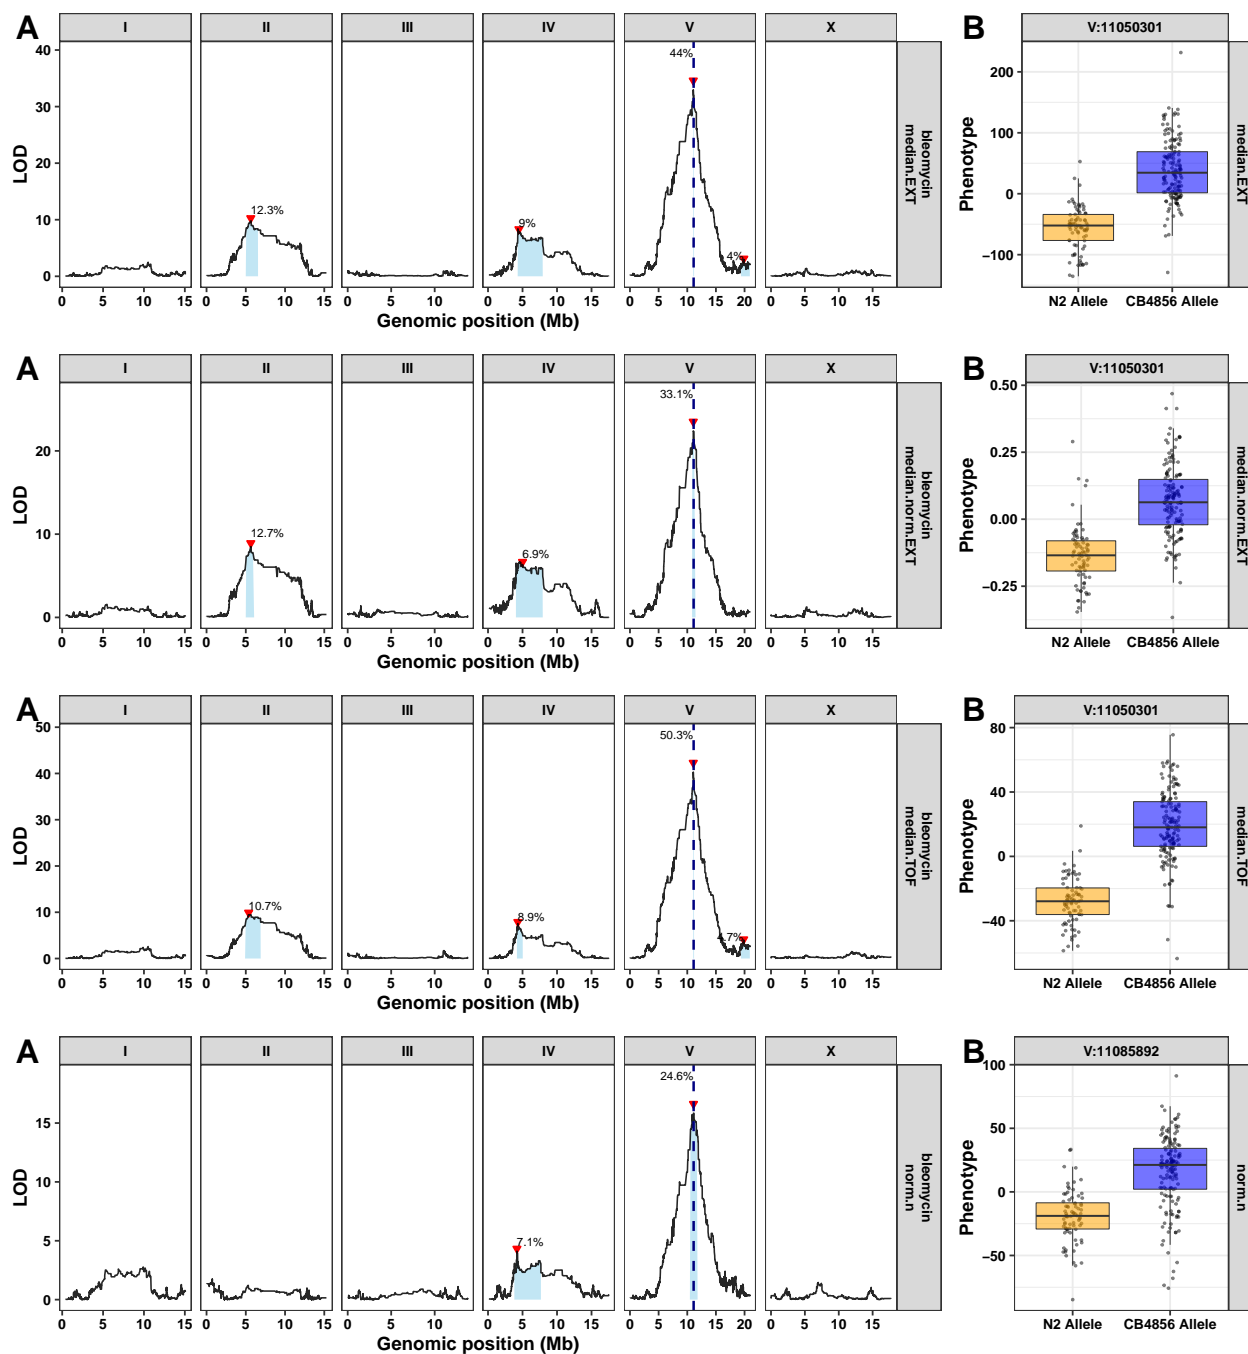 A
I II III IV V X
40
30
20
10
0
LOD
12.3%
9%
44%
4%
bleomycin
median.EXT
0 5 10 15 0 5 10 15 0 5 10 0 5 10 15 0 5 10 15 20 0 5 10 15
Genomic position (Mb)
B
V:11050301
200
100
0
−100
Phenotype
median.EXT
N2 Allele CB4856 Allele
A
I II III IV V X
20
10
0
LOD
12.7%
6.9%
33.1%
bleomycin
median.norm.EXT
0 5 10 15 0 5 10 15 0 5 10 0 5 10 15 0 5 10 15 20 0 5 10 15
Genomic position (Mb)
B
V:11050301
0.50
0.25
0.00
−0.25
Phenotype
median.norm.EXT
N2 Allele CB4856 Allele
A
I II III IV V X
50
40
30
20
10
0
LOD
10.7%
8.9%
50.3%
4.7%
bleomycin
median.TOF
0 5 10 15 0 5 10 15 0 5 10 0 5 10 15 0 5 10 15 20 0 5 10 15
Genomic position (Mb)
B
V:11050301
80
40
0
−40
Phenotype
median.TOF
N2 Allele CB4856 Allele
A
I II III IV V X
15
10
5
0
LOD
7.1%
24.6%
bleomycin
norm.n
0 5 10 15 0 5 10 15 0 5 10 0 5 10 15 0 5 10 15 20 0 5 10 15
Genomic position (Mb)
B
V:11085892
100
50
0
−50
Phenotype
norm.n
N2 Allele CB4856 Allele